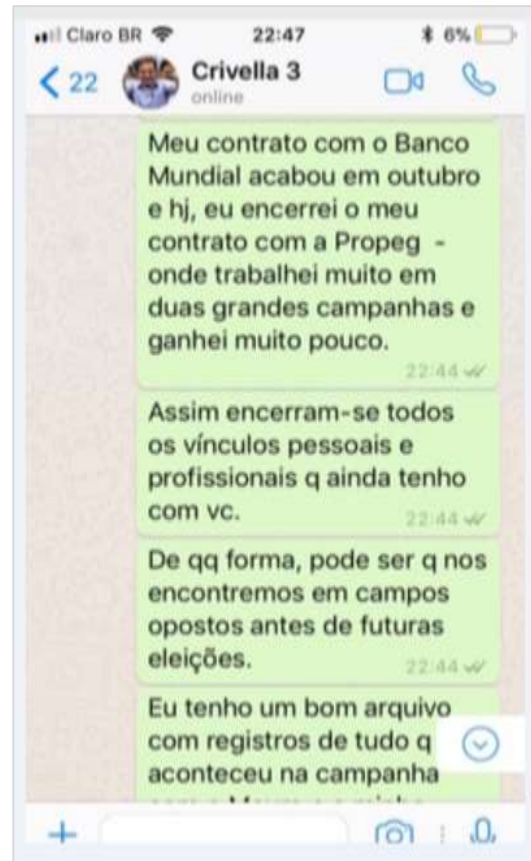 Claro BR 22:47 6%
22 Crivella 3
online
Meu contrato com o Banco
Mundial acabou em outubro
e hj, eu encerrei o meu
contrato com a Propeg -
onde trabalhei muito em
duas grandes campanhas e
ganhei muito pouco.
22:44
Assim encerram-se todos
os vínculos pessoais e
profissionais q ainda tenho
com vc.
22:44
De qq forma, pode ser q nos
encontremos em campos
opostos antes de futuras
eleições.
22:44
Eu tenho um bom arquivo
com registros de tudo q
aconteceu na campanha